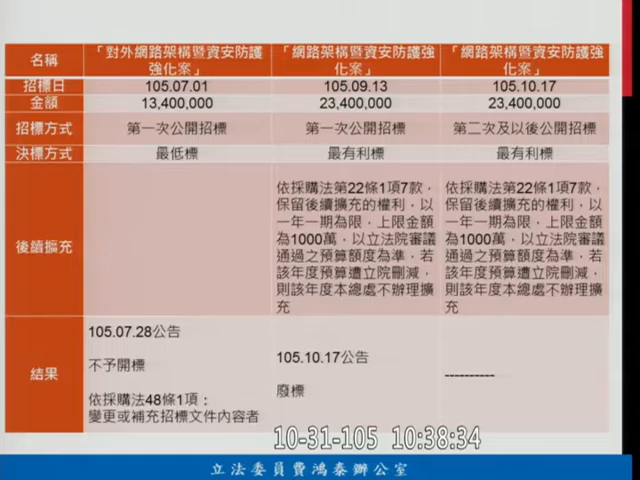 名稱
「對外網路架構暨資安防護
強化案」
「網路架構暨資安防護強
化案」
「網路架構暨資安防護強
化案」
招標日
105.07.01
105.09.13
105.10.17
金額
13,400,000
23,400,000
23,400,000
招標方式
第一次公開招標
第一次公開招標
第二次及以後公開招標
決標方式
最低標
最有利標
最有利標
後續擴充
依採購法第22條1項7款，
保留後續擴充的權利，以
一年一期為限，上限金額
為1000萬，以立法院審議
通過之預算額度為準，若
該年度預算遭立院刪減，
則該年度本總處不辦理擴
充
依採購法第22條1項7款，
保留後續擴充的權利，以
一年一期為限，上限金額
為1000萬，以立法院審議
通過之預算額度為準，若
該年度預算遭立院刪減，
則該年度本總處不辦理擴
充
結果
105.07.28公告
不予開標
依採購法48條1項：
變更或補充招標文件內容者
105.10.17公告
廢標
----------
10-31-105 10:38:34
立法委員費鴻泰辦公室